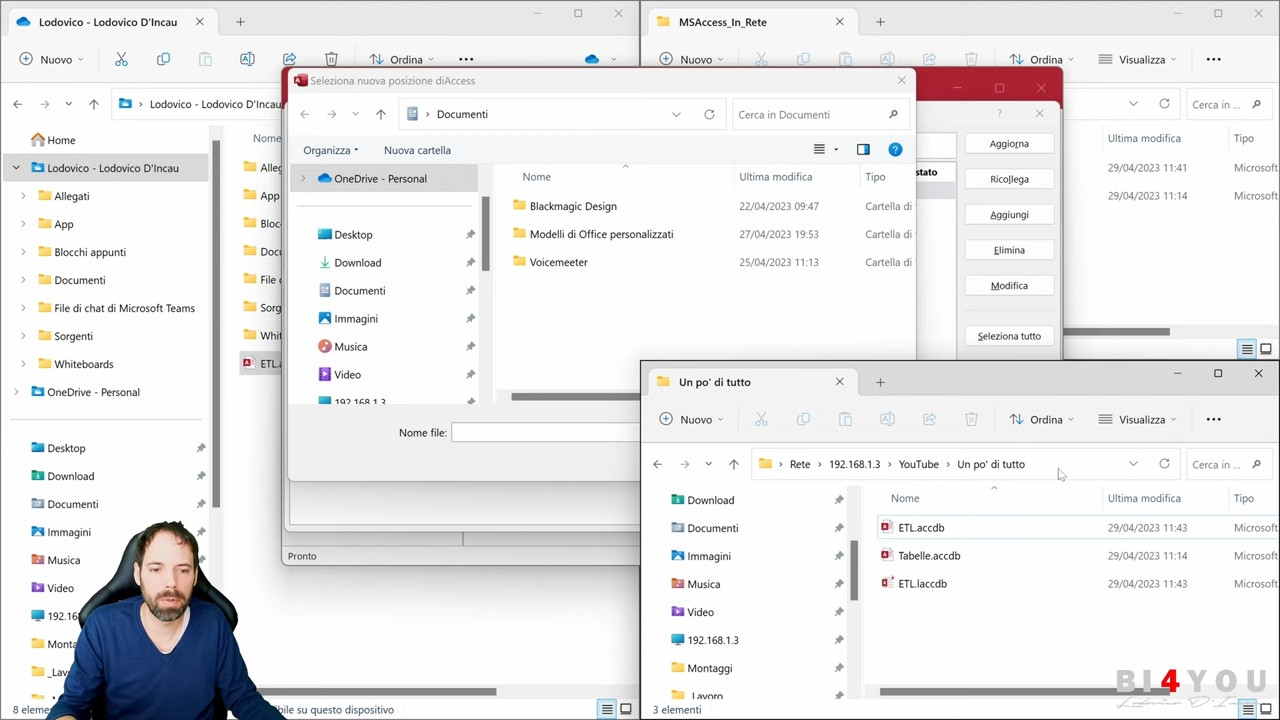 Lodovico - Lodovico D'Incau
MSAccess_In_Rete
Nuovo
Ordina
Nuovo
Ordina
Visualizza
Lodovico - Lodovico D'Incau
Cerca in ...
Home
Lodovico - Lodovico D'Incau
Allegati
App
Blocchi appunti
Documenti
File di chat di Microsoft Teams
Sorgenti
Whiteboards
OneDrive - Personal
Desktop
Download
Documenti
Immagini
Musica
Video
8 elementi
Pronto
Seleziona nuova posizione diAccess
Documenti
Cerca in Documenti
Organizza
Nuova cartella
OneDrive - Personal
Desktop
Download
Documenti
Immagini
Musica
Video
192.168.1.3
Nome
Ultima modifica
Tipo
Blackmagic Design
22/04/2023 09:47
Cartella di
Modelli di Office personalizzati
27/04/2023 19:53
Cartella di
Voicemeeter
25/04/2023 11:13
Cartella di
Nome file:
Aggiorna
Ricollega
Aggiungi
Elimina
Modifica
Seleziona tutto
Ultima modifica
Tipo
29/04/2023 11:41
Microsoft
29/04/2023 11:14
Microsoft
Un po' di tutto
Nuovo
Ordina
Visualizza
Rete
192.168.1.3
YouTube
Un po' di tutto
Cerca in ...
Download
Documenti
Immagini
Musica
Video
192.168.1.3
Montaggi
_Lavoro
Nome
Ultima modifica
Tipo
ETL.accdb
29/04/2023 11:43
Microsoft
Tabelle.accdb
29/04/2023 11:14
Microsoft
ETL.laccdb
29/04/2023 11:43
Microsoft
3 elementi
BI4YOU